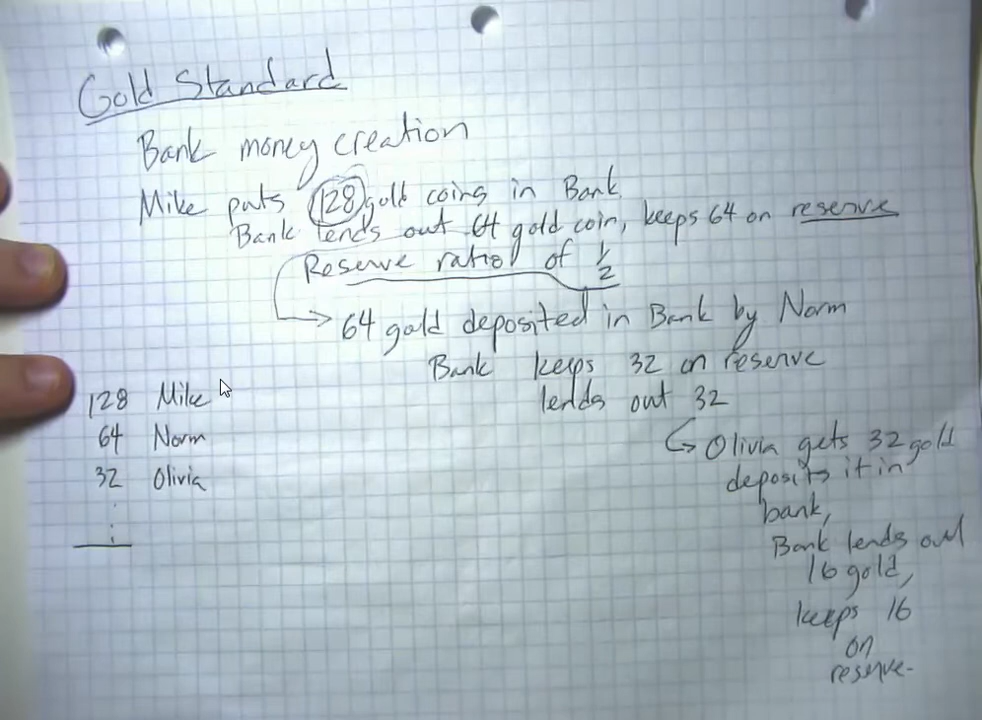 Gold Standard
Bank money creation
Mike puts 128 gold coins in Bank
Bank lends out 64 gold coin, keeps 64 on reserve
Reserve ratio of 1/2
64 gold deposited in Bank by Norm
Bank keeps 32 on reserve
lends out 32
128 Mike
64 Norm
32 Olivia
Olivia gets 32 gold
deposits it in
bank,
Bank lends out
16 gold,
keeps 16
on
reserve.